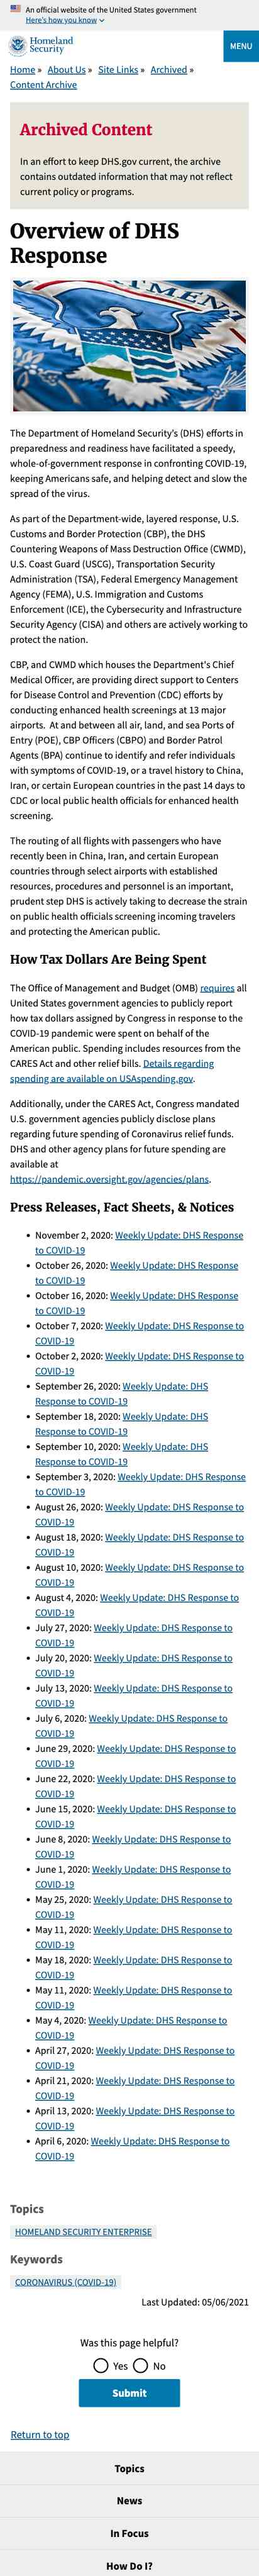 An official website of the United States government
Here's how you know
Homeland
Security
MENU
Home » About Us » Site Links » Archived »
Content Archive
Archived Content
In an effort to keep DHS.gov current, the archive
contains outdated information that may not reflect
current policy or programs.
Overview of DHS
Response
The Department of Homeland Security's (DHS) efforts in
preparedness and readiness have facilitated a speedy,
whole-of-government response in confronting COVID-19,
keeping Americans safe, and helping detect and slow the
spread of the virus.
As part of the Department-wide, layered response, U.S.
Customs and Border Protection (CBP), the DHS
Countering Weapons of Mass Destruction Office (CWMD),
U.S. Coast Guard (USCG), Transportation Security
Administration (TSA), Federal Emergency Management
Agency (FEMA), U.S. Immigration and Customs
Enforcement (ICE), the Cybersecurity and Infrastructure
Security Agency (CISA) and others are actively working to
protect the nation.
CBP, and CWMD which houses the Department's Chief
Medical Officer, are providing direct support to Centers
for Disease Control and Prevention (CDC) efforts by
conducting enhanced health screenings at 13 major
airports. At and between all air, land, and sea Ports of
Entry (POE), CBP Officers (CBPO) and Border Patrol
Agents (BPA) continue to identify and refer individuals
with symptoms of COVID-19, or a travel history to China,
Iran, or certain European countries in the past 14 days to
CDC or local public health officials for enhanced health
screening.
The routing of all flights with passengers who have
recently been in China, Iran, and certain European
countries through select airports with established
resources, procedures and personnel is an important,
prudent step DHS is actively taking to decrease the strain
on public health officials screening incoming travelers
and protecting the American public.
How Tax Dollars Are Being Spent
The Office of Management and Budget (OMB) requires all
United States government agencies to publicly report
how tax dollars assigned by Congress in response to the
COVID-19 pandemic were spent on behalf of the
American public. Spending includes resources from the
CARES Act and other relief bills. Details regarding
spending are available on USAspending.gov.
Additionally, under the CARES Act, Congress mandated
U.S. government agencies publicly disclose plans
regarding future spending of Coronavirus relief funds.
DHS and other agency plans for future spending are
available at
https://pandemic.oversight.gov/agencies/plans.
Press Releases, Fact Sheets, & Notices
• November 2, 2020: Weekly Update: DHS Response
to COVID-19
• October 26, 2020: Weekly Update: DHS Response
to COVID-19
• October 16, 2020: Weekly Update: DHS Response
to COVID-19
• October 7, 2020: Weekly Update: DHS Response to
COVID-19
• October 2, 2020: Weekly Update: DHS Response to
COVID-19
• September 26, 2020: Weekly Update: DHS
Response to COVID-19
• September 18, 2020: Weekly Update: DHS
Response to COVID-19
• September 10, 2020: Weekly Update: DHS
Response to COVID-19
• September 3, 2020: Weekly Update: DHS Response
to COVID-19
• August 26, 2020: Weekly Update: DHS Response to
COVID-19
• August 18, 2020: Weekly Update: DHS Response to
COVID-19
• August 10, 2020: Weekly Update: DHS Response to
COVID-19
• August 4, 2020: Weekly Update: DHS Response to
COVID-19
• July 27, 2020: Weekly Update: DHS Response to
COVID-19
• July 20, 2020: Weekly Update: DHS Response to
COVID-19
• July 13, 2020: Weekly Update: DHS Response to
COVID-19
• July 6, 2020: Weekly Update: DHS Response to
COVID-19
• June 29, 2020: Weekly Update: DHS Response to
COVID-19
• June 22, 2020: Weekly Update: DHS Response to
COVID-19
• June 15, 2020: Weekly Update: DHS Response to
COVID-19
• June 8, 2020: Weekly Update: DHS Response to
COVID-19
• June 1, 2020: Weekly Update: DHS Response to
COVID-19
• May 25, 2020: Weekly Update: DHS Response to
COVID-19
• May 11, 2020: Weekly Update: DHS Response to
COVID-19
• May 18, 2020: Weekly Update: DHS Response to
COVID-19
• May 11, 2020: Weekly Update: DHS Response to
COVID-19
• May 4, 2020: Weekly Update: DHS Response to
COVID-19
• April 27, 2020: Weekly Update: DHS Response to
COVID-19
• April 21, 2020: Weekly Update: DHS Response to
COVID-19
• April 13, 2020: Weekly Update: DHS Response to
COVID-19
• April 6, 2020: Weekly Update: DHS Response to
COVID-19
Topics
HOMELAND SECURITY ENTERPRISE
Keywords
CORONAVIRUS (COVID-19)
Last Updated: 05/06/2021
Was this page helpful?
Yes No
Submit
Return to top
Topics
News
In Focus
How Do I?